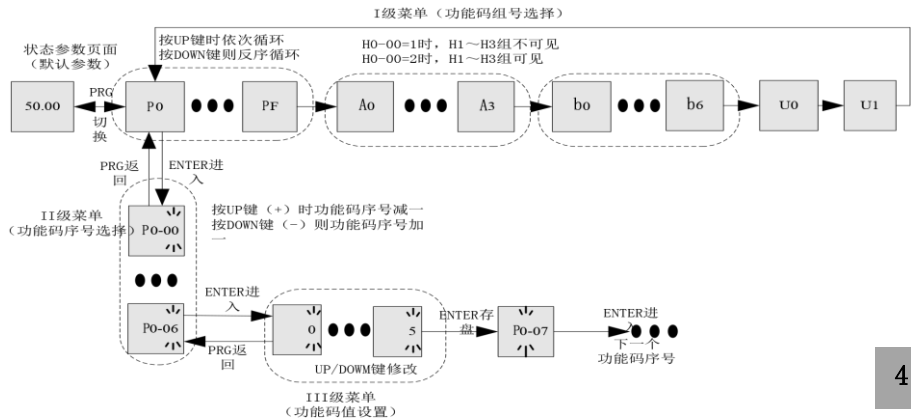 I级菜单（功能码组号选择）
状态参数页面
（默认参数）
按UP键时依次循环
按DOWN键则反序循环
H0-00=1时，H1～H3组不可见
H0-00=2时，H1～H3组可见
50.00
PRG
切
换
P0
PF
A0
A3
b0
b6
U0
U1
PRG返
回
ENTER进
入
II级菜单
（功能码序号选择）
P0-00
按UP键（+）时功能码序号减一
按DOWN键（-）则功能码序号加
一
P0-06
ENTER进
入
PRG返
回
0
5
UP/DOWM键修改
ENTER存
盘
P0-07
ENTER进
入
下一个
功能码序号
III级菜单
（功能码值设置）
4